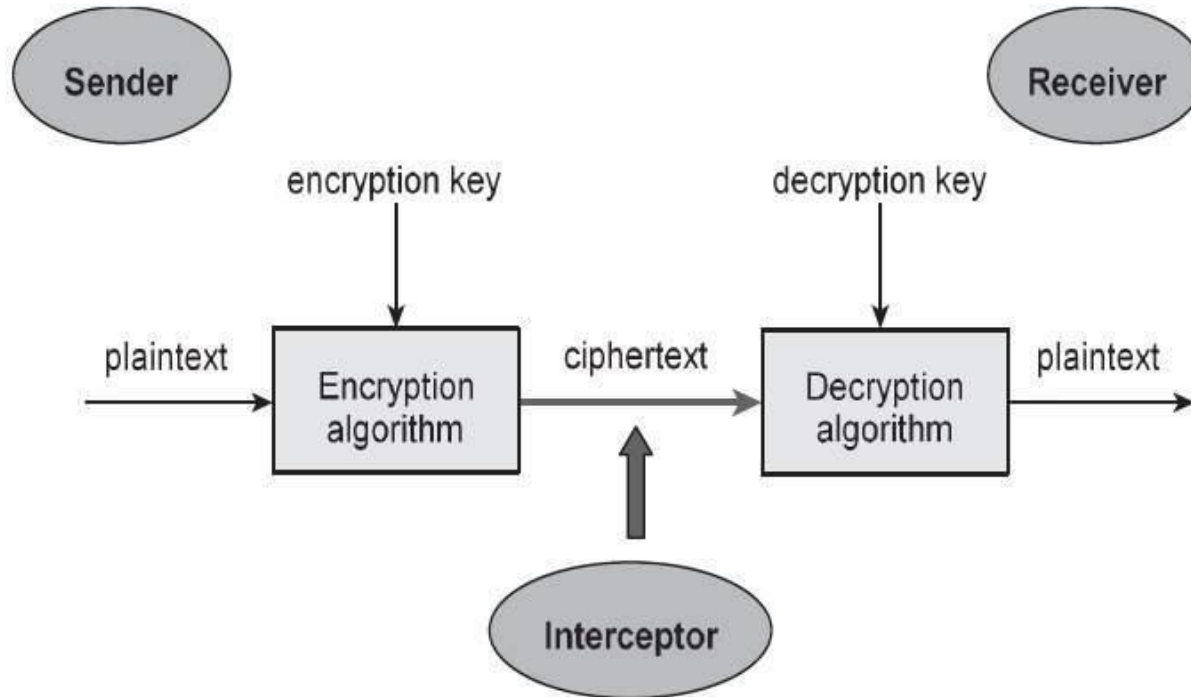 Sender
Receiver
encryption key
decryption key
plaintext
ciphertext
plaintext
Encryption
algorithm
Decryption
algorithm
Interceptor